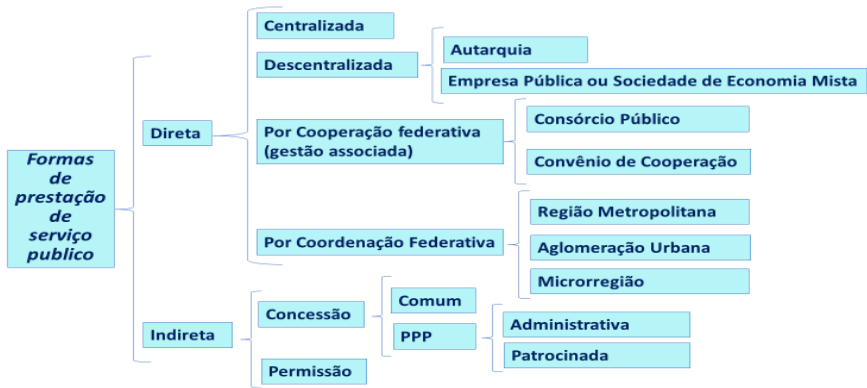 Formas
de
prestação
de
serviço
publico
Direta
Centralizada
Descentralizada
Autarquia
Empresa Pública ou Sociedade de Economia Mista
Por Cooperação federativa
(gestão associada)
Consórcio Público
Convênio de Cooperação
Por Coordenação Federativa
Região Metropolitana
Aglomeração Urbana
Microrregião
Indireta
Concessão
Comum
PPP
Administrativa
Patrocinada
Permissão